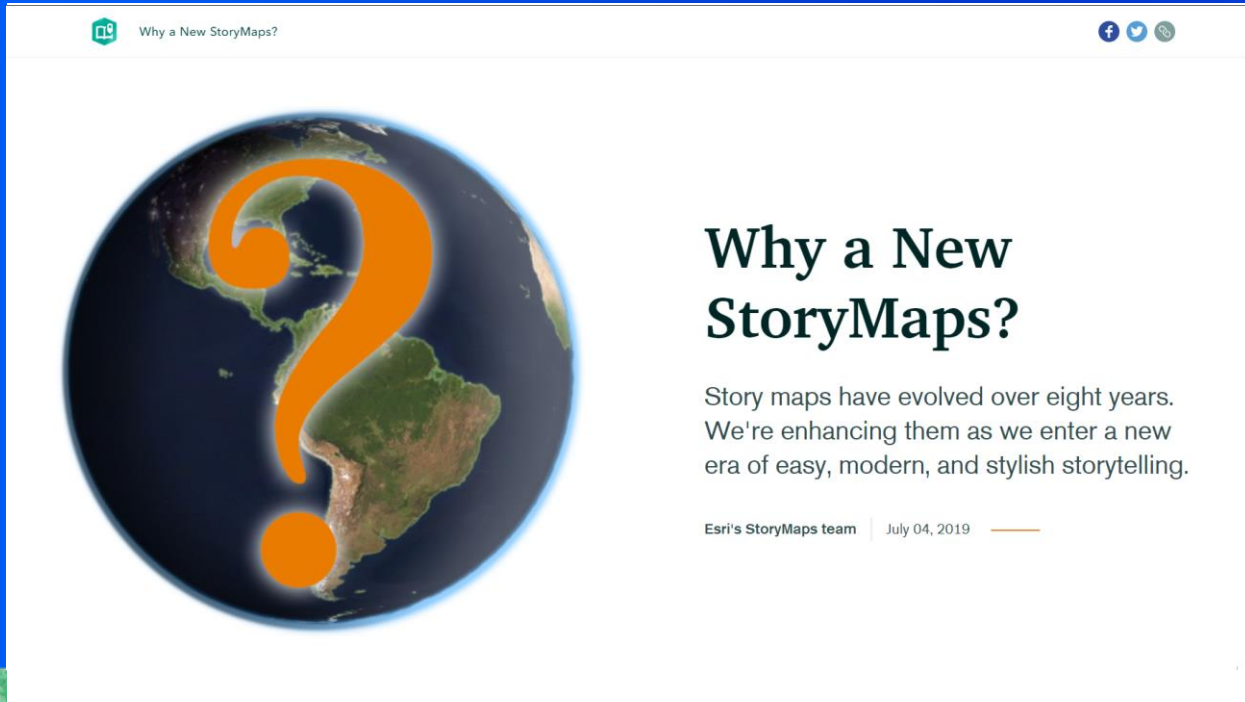 Why a New StoryMaps?
Why a New
StoryMaps?
Story maps have evolved over eight years.
We're enhancing them as we enter a new
era of easy, modern, and stylish storytelling.
Esri's StoryMaps team July 04, 2019